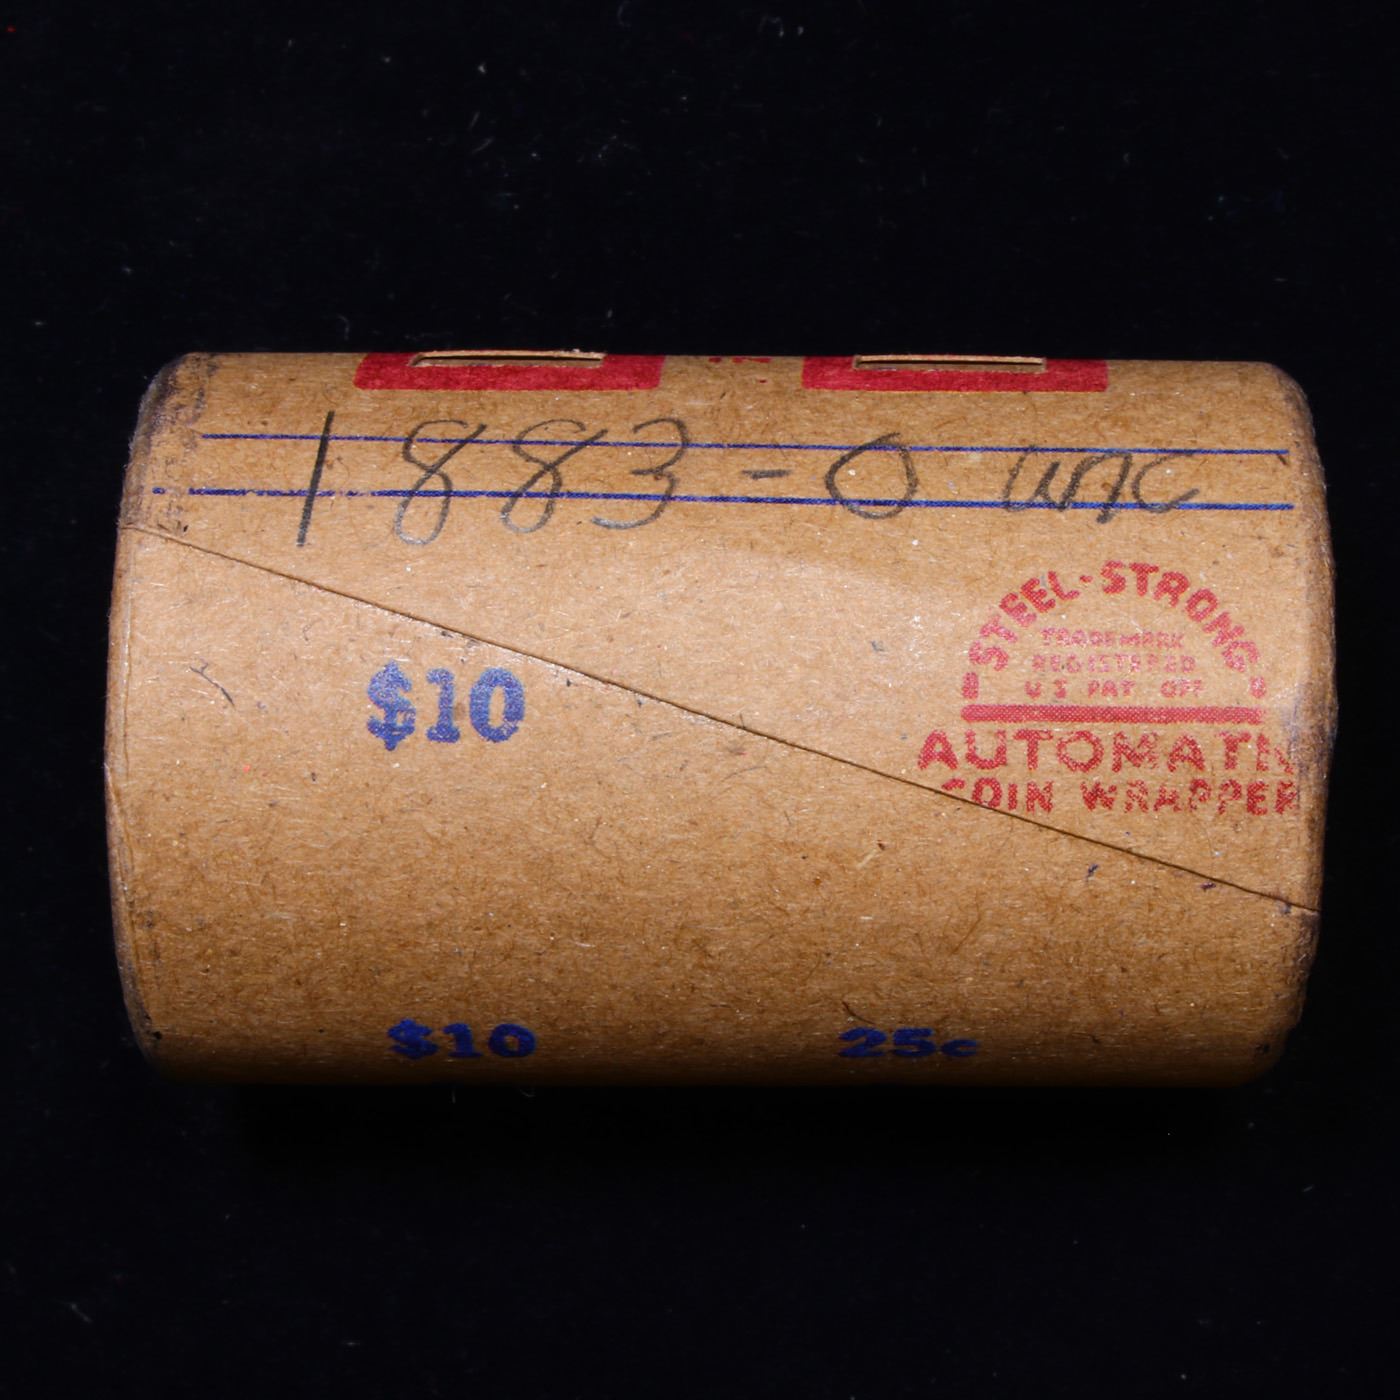 1883-O unc
STEEL-STRONG
TRADEMARK
REGISTERED
U S PAT OFF
AUTOMATIC
COIN WRAPPER
$10
$10 25c